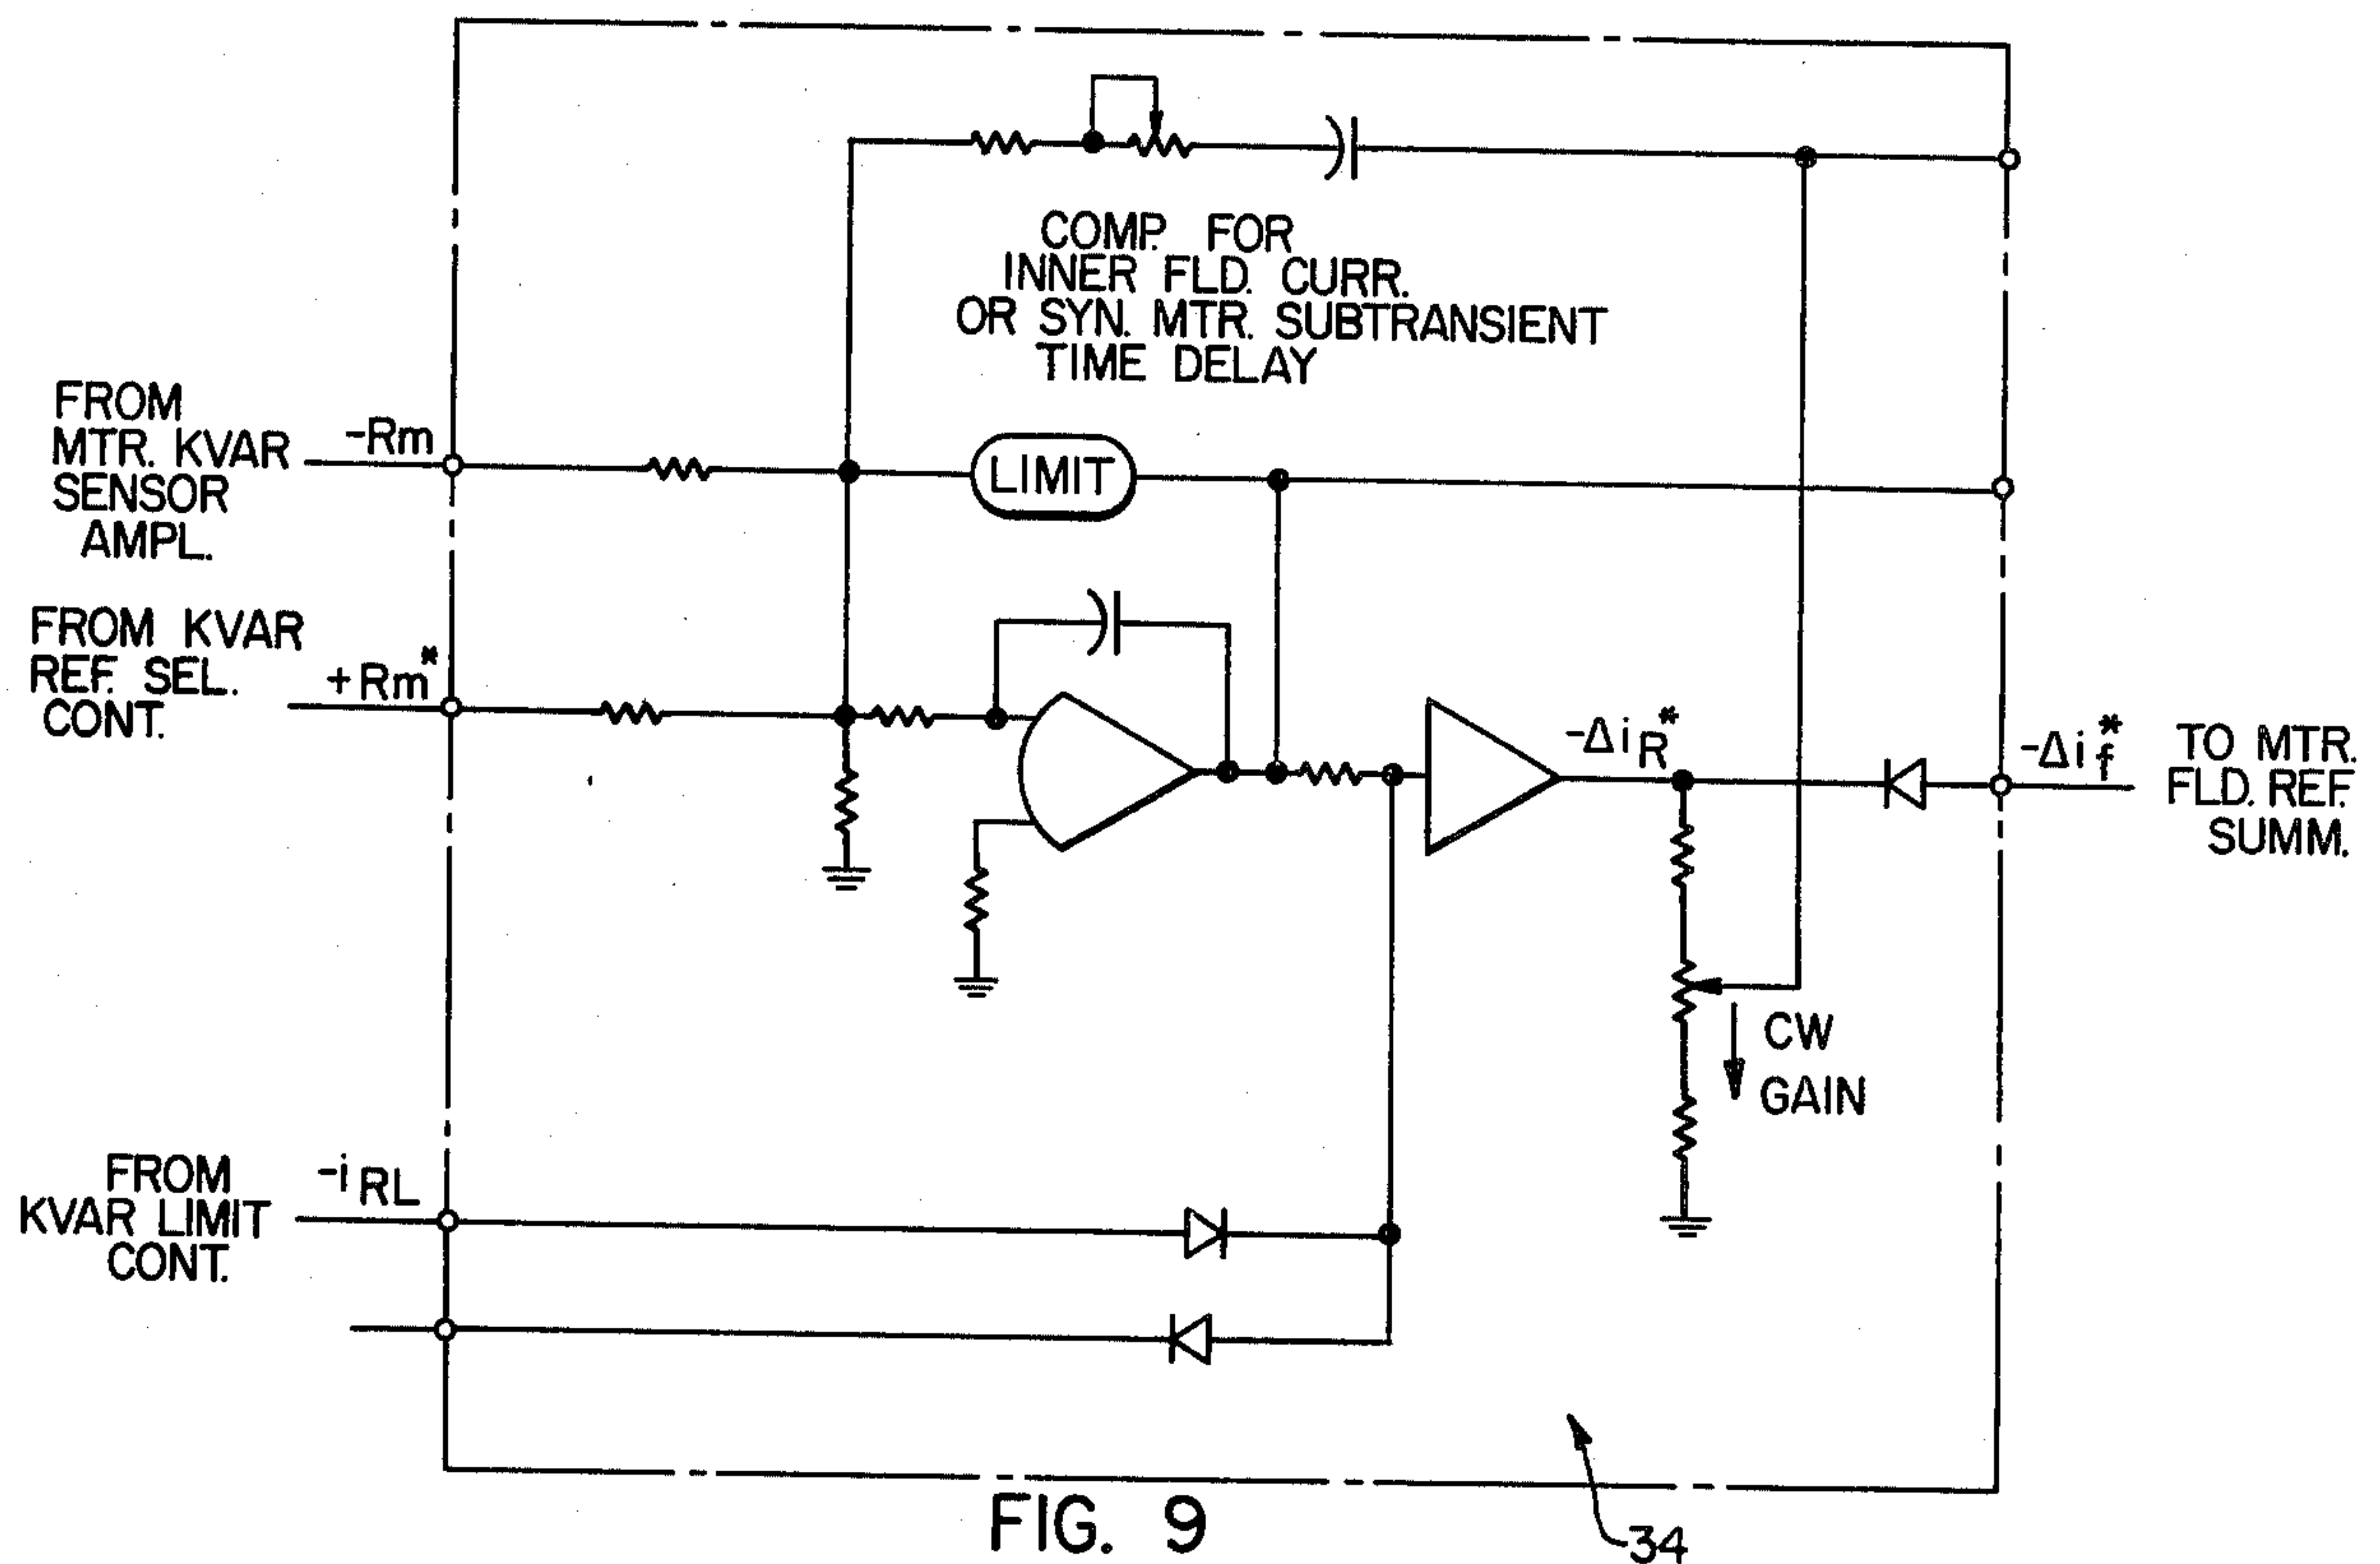 COMP. FOR
INNER FLD. CURR.
OR SYN. MTR. SUBTRANSIENT
TIME DELAY
FROM
MTR. KVAR
SENSOR
AMPL.
-Rm
LIMIT
FROM KVAR
REF. SEL.
CONT.
+Rm*
-Δi R*
-Δi f*
TO MTR.
FLD. REF.
SUMM.
CW
GAIN
FROM
KVAR LIMIT
CONT.
-i RL
FIG. 9
34